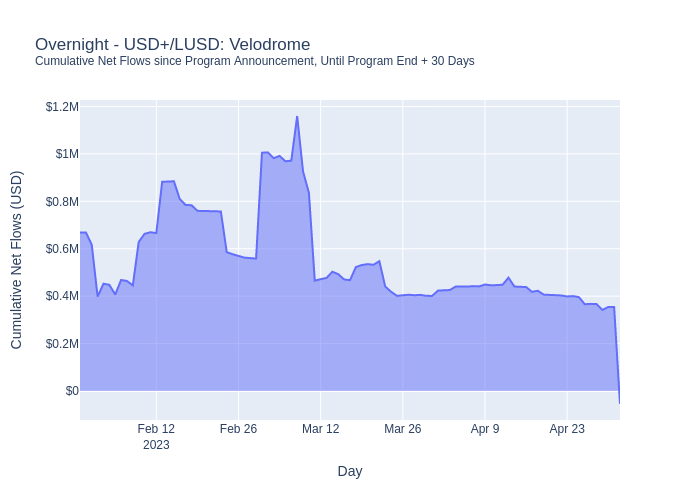 Overnight - USD+/LUSD: Velodrome
Cumulative Net Flows since Program Announcement, Until Program End + 30 Days
Cumulative Net Flows (USD)
$1.2M
$1M
$0.8M
$0.6M
$0.4M
$0.2M
$0
Feb 12 Feb 26 Mar 12 Mar 26 Apr 9 Apr 23
2023
Day